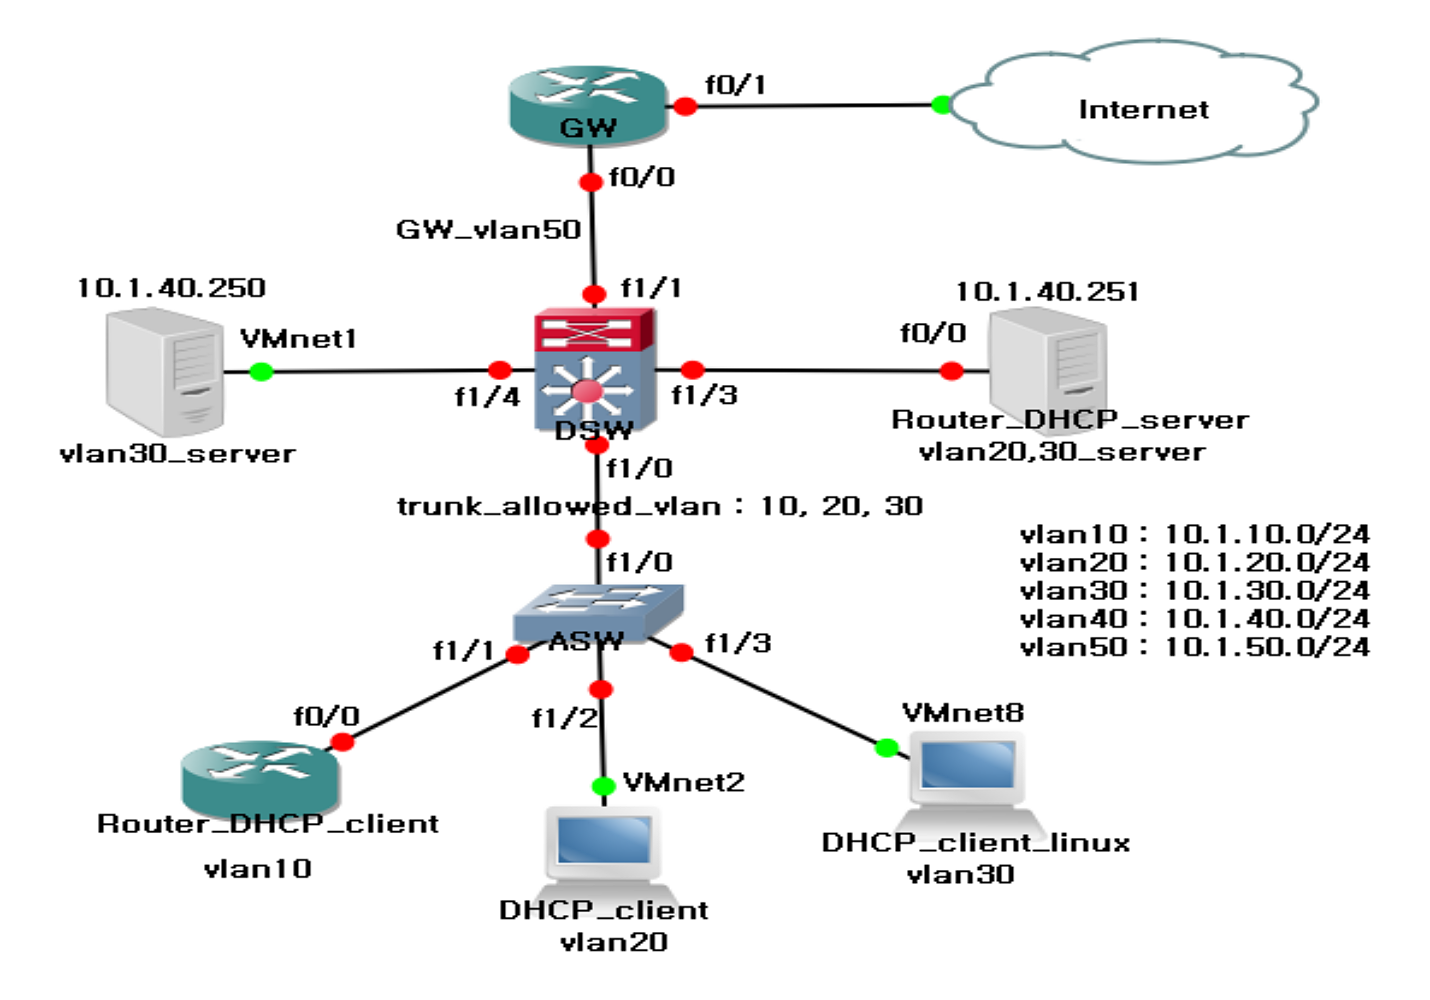 f0/1
Internet
GW
f0/0
GW_vlan50
10.1.40.250
f1/1
10.1.40.251
VMnet1
f0/0
f1/4
f1/3
DSW
Router_DHCP_server
vlan30_server
vlan20,30_server
f1/0
trunk_allowed_vlan : 10, 20, 30
vlan10 : 10.1.10.0/24
vlan20 : 10.1.20.0/24
vlan30 : 10.1.30.0/24
vlan40 : 10.1.40.0/24
vlan50 : 10.1.50.0/24
f1/0
ASW
f1/1
f1/3
f0/0
f1/2
VMnet8
VMnet2
Router_DHCP_client
vlan10
DHCP_client_linux
vlan30
DHCP_client
vlan20